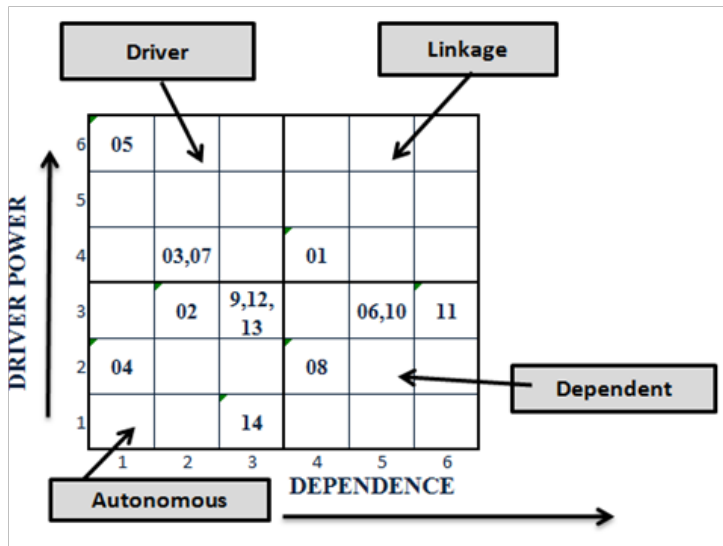 Driver
Linkage
DRIVER POWER
6 05
5
4 03,07 01
3 02 9,12, 06,10 11
13
2 04 08
1 14
Dependent
1 2 3 4 5 6
DEPENDENCE
Autonomous